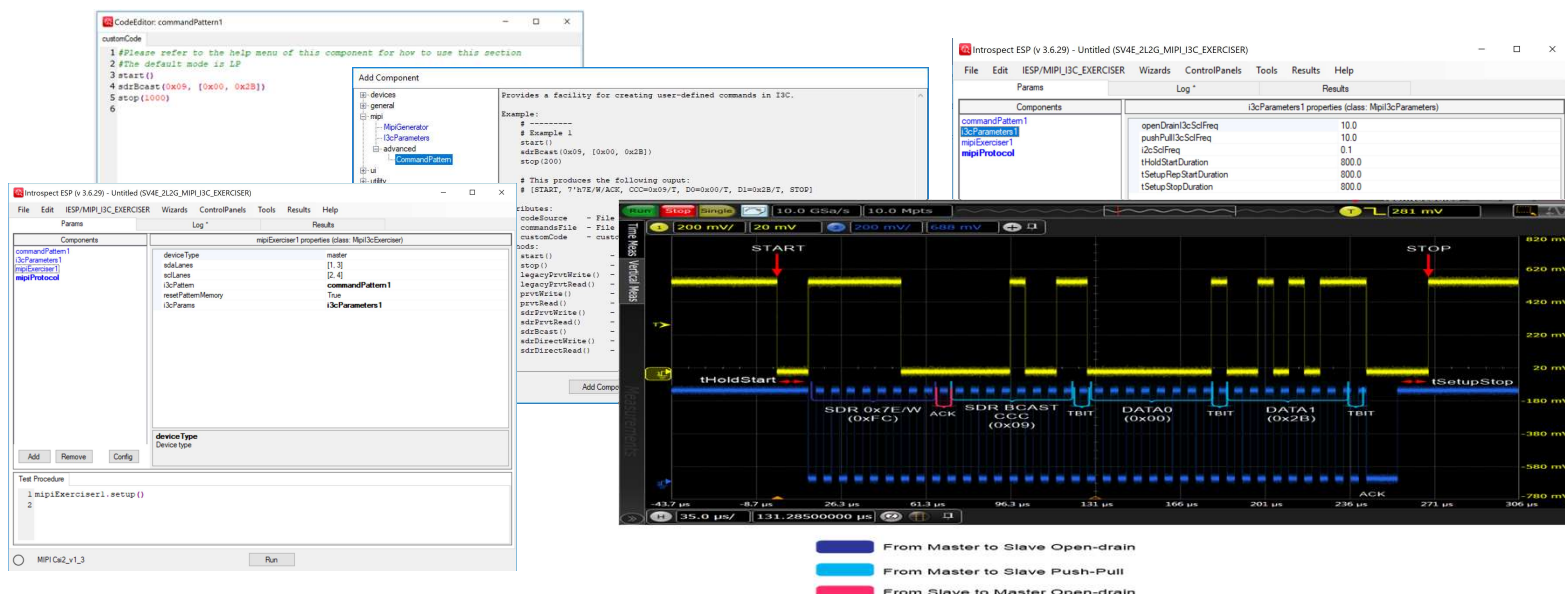 CodeEditor: commandPattern1
customCode
1 #Please refer to the help menu of this component for how to use this section
2 #The default mode is LP
3 start()
4 sdrBcast(0x09, [0x00, 0x2B])
5 stop(1000)
6
Add Component
devices
general
mipi
MipiGenerator
I3cParameters
advanced
CommandPattern
ui
utility
Provides a facility for creating user-defined commands in I3C.
Example:
# ---------
# Example 1
start()
sdrBcast(0x09, [0x00, 0x2B])
stop(200)
# This produces the following ouput:
# [START, 7'h7E/W/ACK, CCC=0x09/T, D0=0x00/T, D1=0x2B/T, STOP]
ributes:
codeSource - File
commandsFile - File
customCode - custo
hods:
start() -
stop() -
legacyPrvtWrite() -
legacyPrvtRead() -
prvtWrite() -
prvtRead() -
sdrPrvtWrite() -
sdrPrvtRead() -
sdrBcast() -
sdrDirectWrite() -
sdrDirectRead() -
Add Compo
Introspect ESP (v 3.6.29) - Untitled (SV4E_2L2G_MIPI_I3C_EXERCISER)
File Edit IESP/MIPI_I3C_EXERCISER Wizards ControlPanels Tools Results Help
Params Log * Results
Components i3cParameters1 properties (class: MipiI3cParameters)
commandPattern1
i3cParameters1
mipiExerciser1
mipiProtocol
openDrainI3cSclFreq 10.0
pushPullI3cSclFreq 10.0
i2cSclFreq 0.1
tHoldStartDuration 800.0
tSetupRepStartDuration 800.0
tSetupStopDuration 800.0
Introspect ESP (v 3.6.29) - Untitled (SV4E_2L2G_MIPI_I3C_EXERCISER)
File Edit IESP/MIPI_I3C_EXERCISER Wizards ControlPanels Tools Results Help
Params Log * Results
Components mipiExerciser1 properties (class: MipiI3cExerciser)
commandPattern1
i3cParameters1
mipiExerciser1
mipiProtocol
deviceType master
sdaLanes [1, 3]
sclLanes [2, 4]
i3cPattern commandPattern1
resetPatternMemory True
i3cParams i3cParameters1
deviceType
Device type
Add Remove Config
Test Procedure
1 mipiExerciser1.setup()
2
MIPI Csi2_v1_3 Run
Run Stop Single 10.0 GSa/s 10.0 Mpts T 281 mV
1 200 mV/ 20 mV 200 mV/ 688 mV
Time Meas Vertical Meas
Measurements
START STOP
820 mV
620 mV
420 mV
220 mV
20 mV
-180 mV
-380 mV
-580 mV
-780 mV
tHoldStart tSetupStop
SDR 0x7E/W (0xFC) ACK SDR BCAST CCC (0x09) TBIT DATA0 (0x00) TBIT DATA1 (0x2B) TBIT
ACK
-43.7 µs -8.7 µs 26.3 µs 61.3 µs 96.3 µs 131 µs 166 µs 201 µs 236 µs 271 µs 306 µs
H 35.0 µs/ 131.28500000 µs
From Master to Slave Open-drain
From Master to Slave Push-Pull
From Slave to Master Open-drain